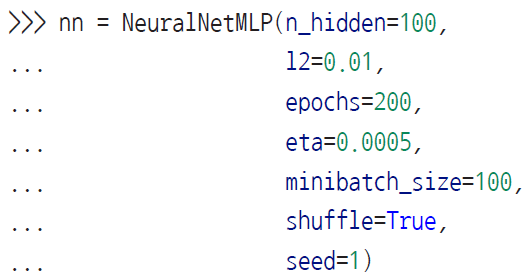 >>> nn = NeuralNetMLP(n_hidden=100,
...                   l2=0.01,
...                   epochs=200,
...                   eta=0.0005,
...                   minibatch_size=100,
...                   shuffle=True,
...                   seed=1)